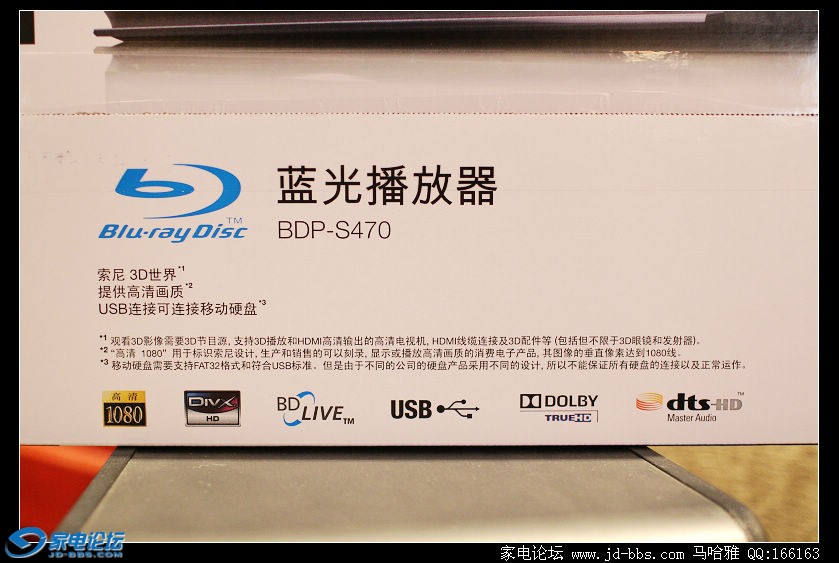 蓝光播放器
Blu-ray Disc™
BDP-S470
索尼 3D世界*1
提供高清画质*2
USB连接可连接移动硬盘*3
*1 观看3D影像需要3D节目源, 支持3D播放和HDMI高清输出的高清电视机, HDMI线缆连接及3D配件等 (包括但不限于3D眼镜和发射器)。
*2 “高清 1080” 用于标识索尼设计, 生产和销售的可以刻录, 显示或播放高清画质的消费电子产品, 其图像的垂直像素达到1080线。
*3 移动硬盘需要支持FAT32格式和符合USB标准。但是由于不同的公司的硬盘产品采用不同的设计, 所以不能保证所有硬盘的连接以及正常运作。
高清
1080
DIVX
HD
BD
LIVE™
USB
DOLBY
TRUEHD
dts-HD™
Master Audio
家电论坛
JD-BBS.COM
家电论坛 www.jd-bbs.com 马哈雅 QQ:166163